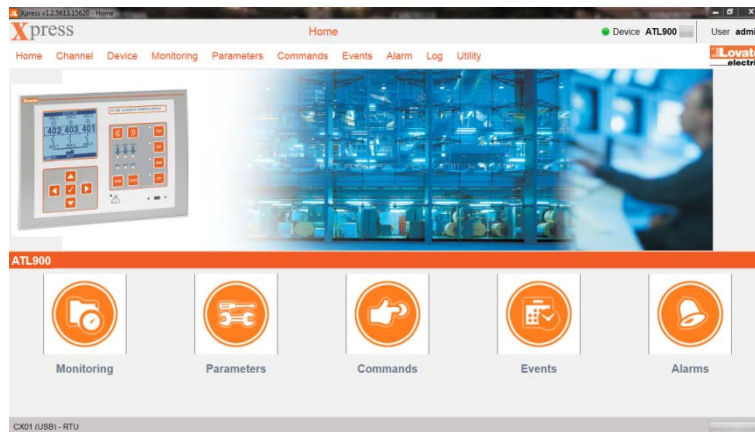 Xpress v1.2.5613.15620 - Home
Xpress
Home
Device ATL900
User admi
Home Channel Device Monitoring Parameters Commands Events Alarm Log Utility
Lovato
electri
402 403 401
ATL900
Monitoring
Parameters
Commands
Events
Alarms
CX01 (USB) - RTU